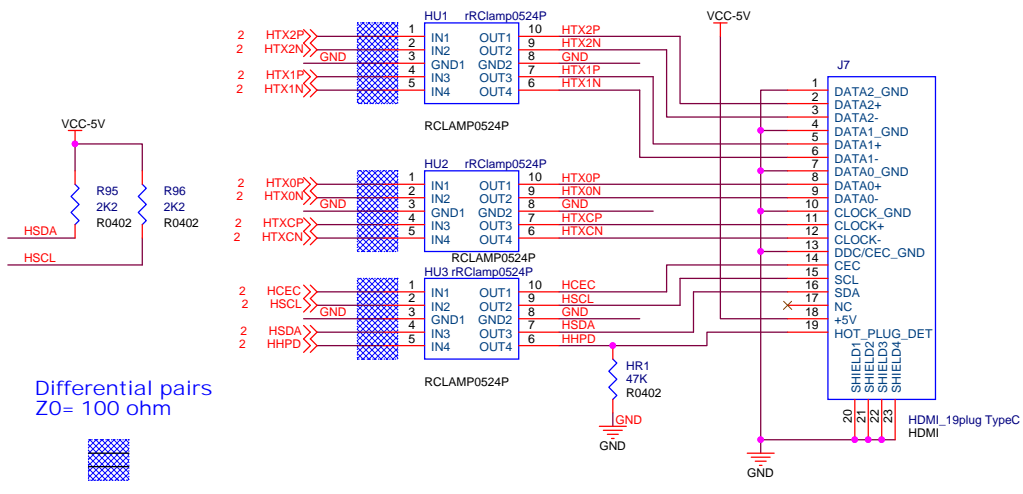 HU1 rRClamp0524P
VCC-5V
2 HTX2P 1 IN1 OUT1 10 HTX2P
2 HTX2N 2 IN2 OUT2 9 HTX2N
GND 3 GND1 GND2 8 GND
2 HTX1P 4 IN3 OUT3 7 HTX1P
2 HTX1N 5 IN4 OUT4 6 HTX1N
RCLAMP0524P
J7
1 DATA2_GND
2 DATA2+
3 DATA2-
4 DATA1_GND
5 DATA1+
6 DATA1-
7 DATA0_GND
8 DATA0+
9 DATA0-
10 CLOCK_GND
11 CLOCK+
12 CLOCK-
13 DDC/CEC_GND
14 CEC
15 SCL
16 SDA
17 NC
18 +5V
19 HOT_PLUG_DET
SHIELD1
SHIELD2
SHIELD3
SHIELD4
20
21
22
23
HDMI_19plug TypeC
HDMI
VCC-5V
R95
2K2
R0402
R96
2K2
R0402
HSDA
HSCL
HU2 rRClamp0524P
2 HTX0P 1 IN1 OUT1 10 HTX0P
2 HTX0N 2 IN2 OUT2 9 HTX0N
GND 3 GND1 GND2 8 GND
2 HTXCP 4 IN3 OUT3 7 HTXCP
2 HTXCN 5 IN4 OUT4 6 HTXCN
RCLAMP0524P
HU3 rRClamp0524P
2 HCEC 1 IN1 OUT1 10 HCEC
2 HSCL 2 IN2 OUT2 9 HSCL
GND 3 GND1 GND2 8 GND
2 HSDA 4 IN3 OUT3 7 HSDA
2 HHPD 5 IN4 OUT4 6 HHPD
RCLAMP0524P
HR1
47K
R0402
GND
GND
GND
Differential pairs
Z0= 100 ohm